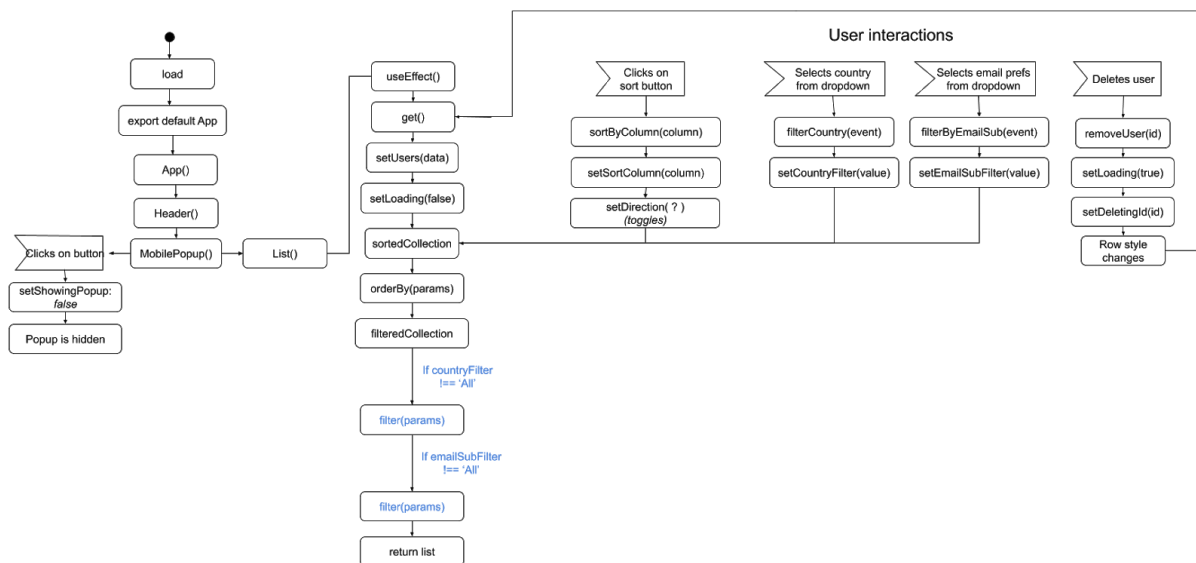 User interactions
load
export default App
App()
Header()
MobilePopup()
Clicks on button
setShowingPopup:
false
Popup is hidden
List()
useEffect()
get()
setUsers(data)
setLoading(false)
sortedCollection
orderBy(params)
filteredCollection
If countryFilter
!== ‘All’
filter(params)
If emailSubFilter
!== ‘All’
filter(params)
return list
Clicks on
sort button
sortByColumn(column)
setSortColumn(column)
setDirection( ? )
(toggles)
Selects country
from dropdown
filterCountry(event)
setCountryFilter(value)
Selects email prefs
from dropdown
filterByEmailSub(event)
setEmailSubFilter(value)
Deletes user
removeUser(id)
setLoading(true)
setDeletingId(id)
Row style
changes